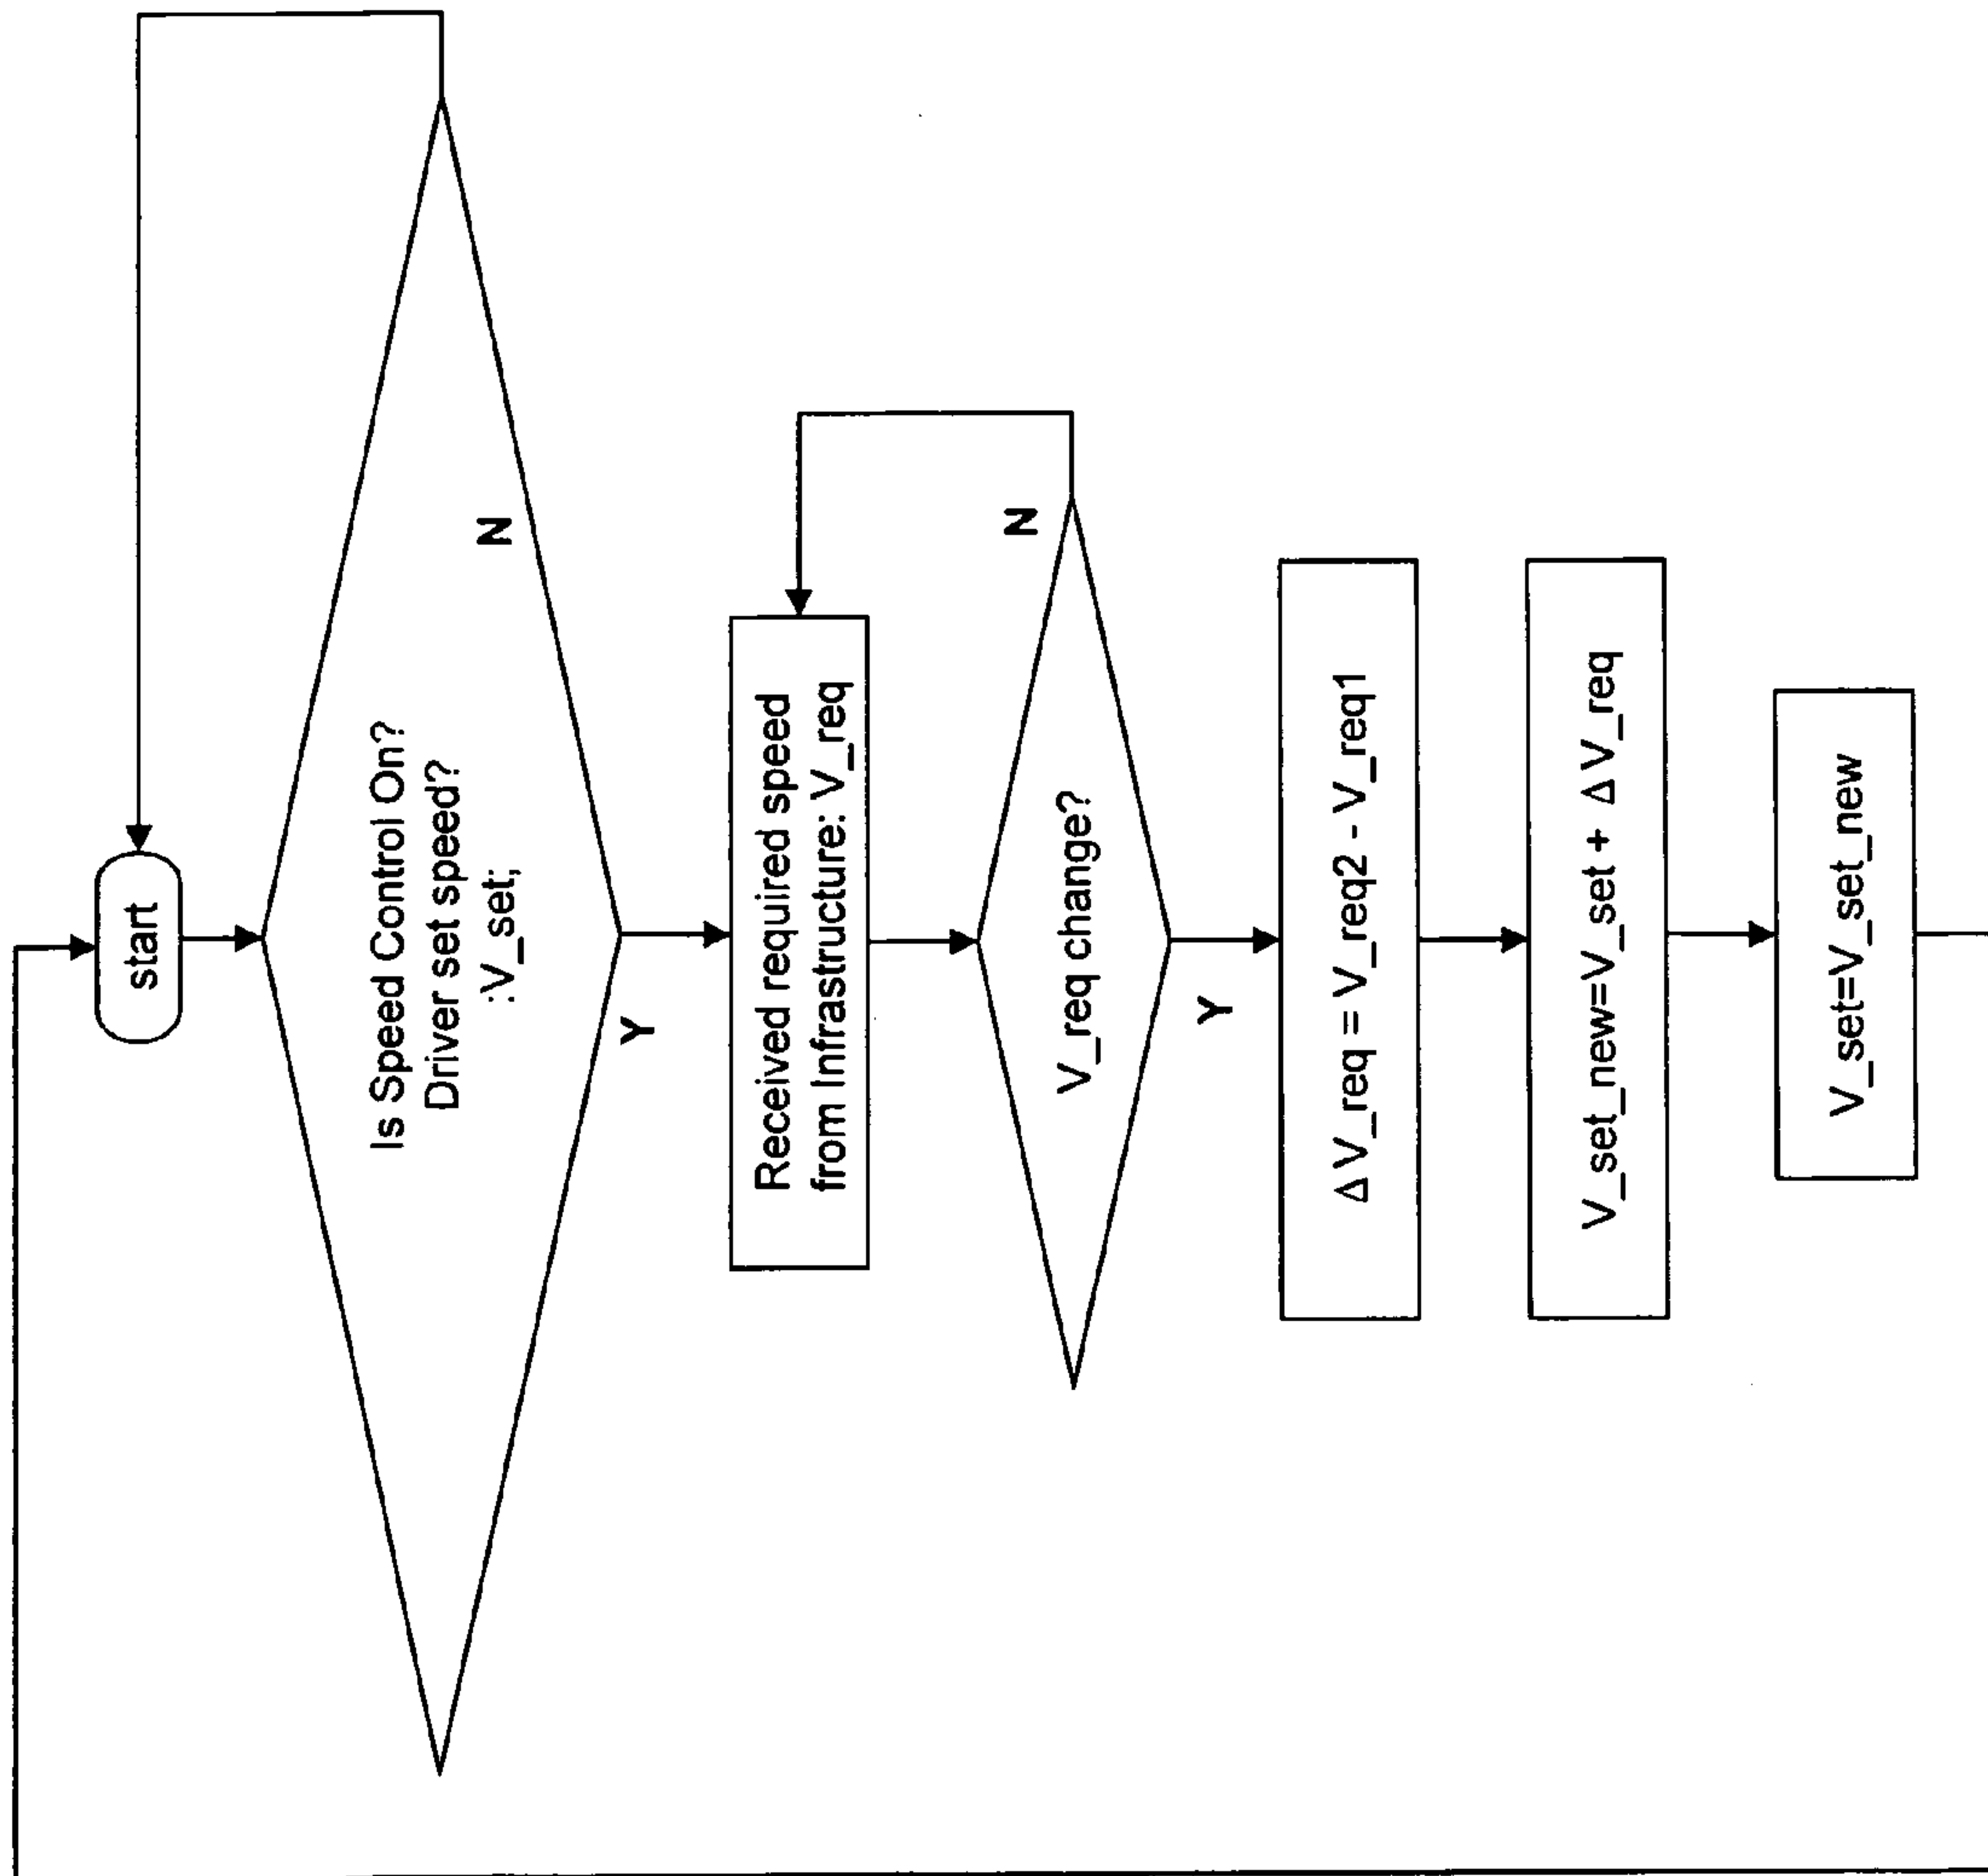 start
Is Speed Control On?
Driver set speed?
:V_set;
N
Y
Received required speed
from Infrastructure: V_req
V_req change?
N
Y
Δ V_req = V_req2 - V_req1
V_set_new=V_set + Δ V_req
V_set=V_set_new